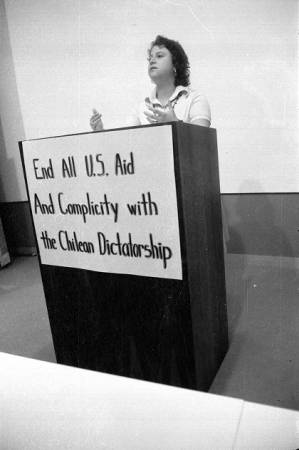 End All U.S. Aid
And Complicity with
the Chilean Dictatorship